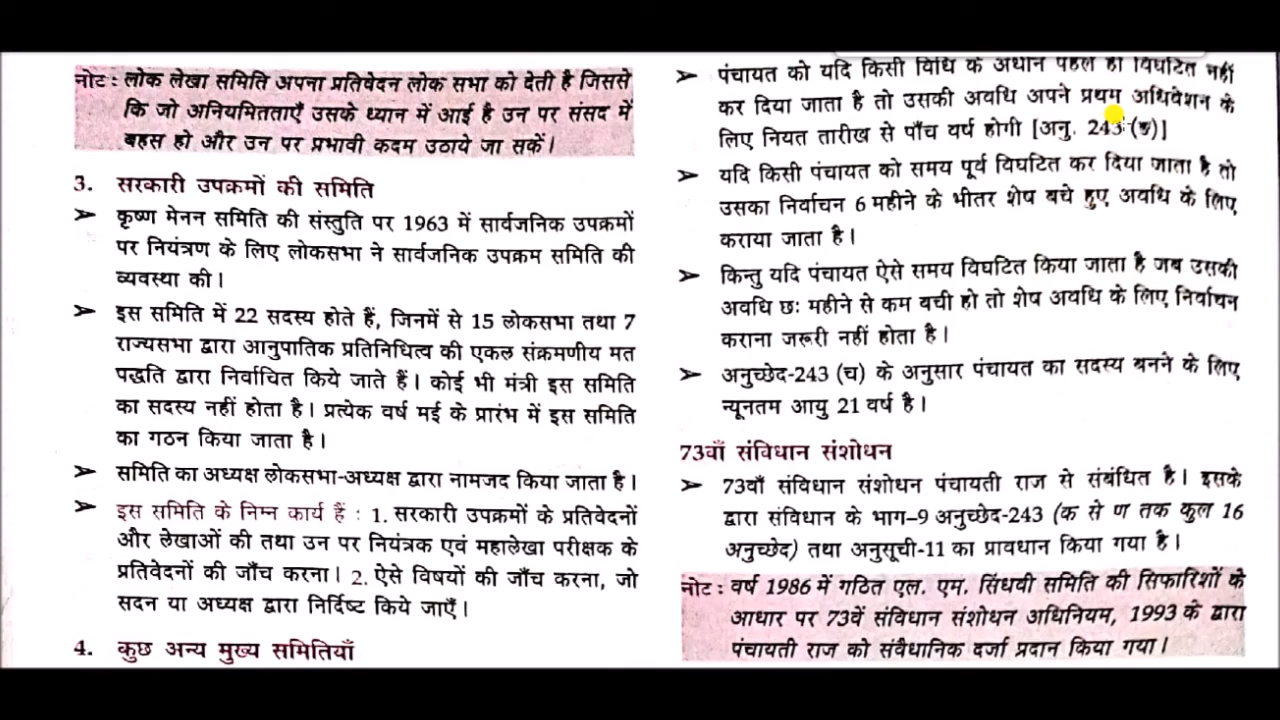 नोट : लोक लेखा समिति अपना प्रतिवेदन लोक सभा को देती है जिससे
कि जो अनियमितताएँ उसके ध्यान में आई है उन पर संसद में
बहस हो और उन पर प्रभावी कदम उठाये जा सकें।
3. सरकारी उपक्रमों की समिति
➤ कृष्ण मेनन समिति की संस्तुति पर 1963 में सार्वजनिक उपक्रमों
पर नियंत्रण के लिए लोकसभा ने सार्वजनिक उपक्रम समिति की
व्यवस्था की।
➤ इस समिति में 22 सदस्य होते हैं, जिनमें से 15 लोकसभा तथा 7
राज्यसभा द्वारा आनुपातिक प्रतिनिधित्व की एकल संक्रमणीय मत
पद्धति द्वारा निर्वाचित किये जाते हैं। कोई भी मंत्री इस समिति
का सदस्य नहीं होता है। प्रत्येक वर्ष मई के प्रारंभ में इस समिति
का गठन किया जाता है।
➤ समिति का अध्यक्ष लोकसभा-अध्यक्ष द्वारा नामजद किया जाता है।
➤ इस समिति के निम्न कार्य हैं : 1. सरकारी उपक्रमों के प्रतिवेदनों
और लेखाओं की तथा उन पर नियंत्रक एवं महालेखा परीक्षक के
प्रतिवेदनों की जाँच करना। 2. ऐसे विषयों की जाँच करना, जो
सदन या अध्यक्ष द्वारा निर्दिष्ट किये जाएँ।
4. कुछ अन्य मुख्य समितियाँ
➤ पंचायत को यदि किसी विधि के अधीन पहले ही विघटित नहीं
कर दिया जाता है तो उसकी अवधि अपने प्रथम अधिवेशन के
लिए नियत तारीख से पाँच वर्ष होगी [अनु. 243
➤ यदि किसी पंचायत को समय पूर्व विघटित कर दिया जाता है तो
उसका निर्वाचन 6 महीने के भीतर शेष बचे हुए अवधि के लिए
कराया जाता है।
➤ किन्तु यदि पंचायत ऐसे समय विघटित किया जाता है जब उसकी
अवधि छः महीने से कम बची हो तो शेष अवधि के लिए निर्वाचन
कराना जरूरी नहीं होता है।
➤ अनुच्छेद-243 (च) के अनुसार पंचायत का सदस्य बनने के लिए
न्यूनतम आयु 21 वर्ष है।
73वाँ संविधान संशोधन
➤ 73वाँ संविधान संशोधन पंचायती राज से संबंधित है। इसके
द्वारा संविधान के भाग–9 अनुच्छेद-243 (क से ण तक कुल 16
अनुच्छेद) तथा अनुसूची-11 का प्रावधान किया गया है।
नोट : वर्ष 1986 में गठित एल. एम. सिंधवी समिति की सिफारिशों के
आधार पर 73वें संविधान संशोधन अधिनियम, 1993 के द्वारा
पंचायती राज को संवैधानिक दर्जा प्रदान किया गया।